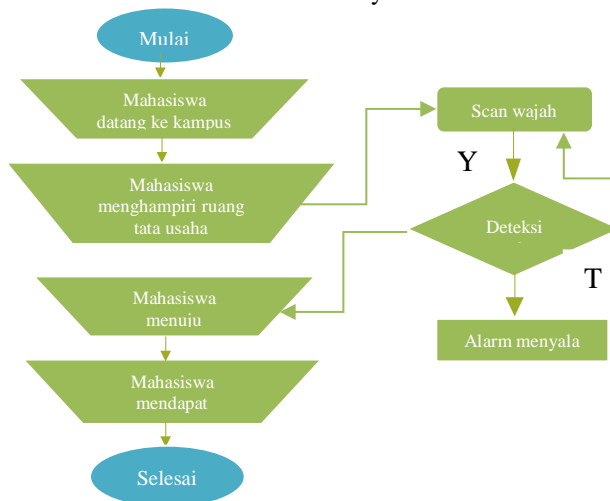 Mulai
Mahasiswa
datang ke kampus
Mahasiswa
menghampiri ruang
tata usaha
Mahasiswa
menuju
Mahasiswa
mendapat
Selesai
Scan wajah
Y
Deteksi
T
Alarm menyala